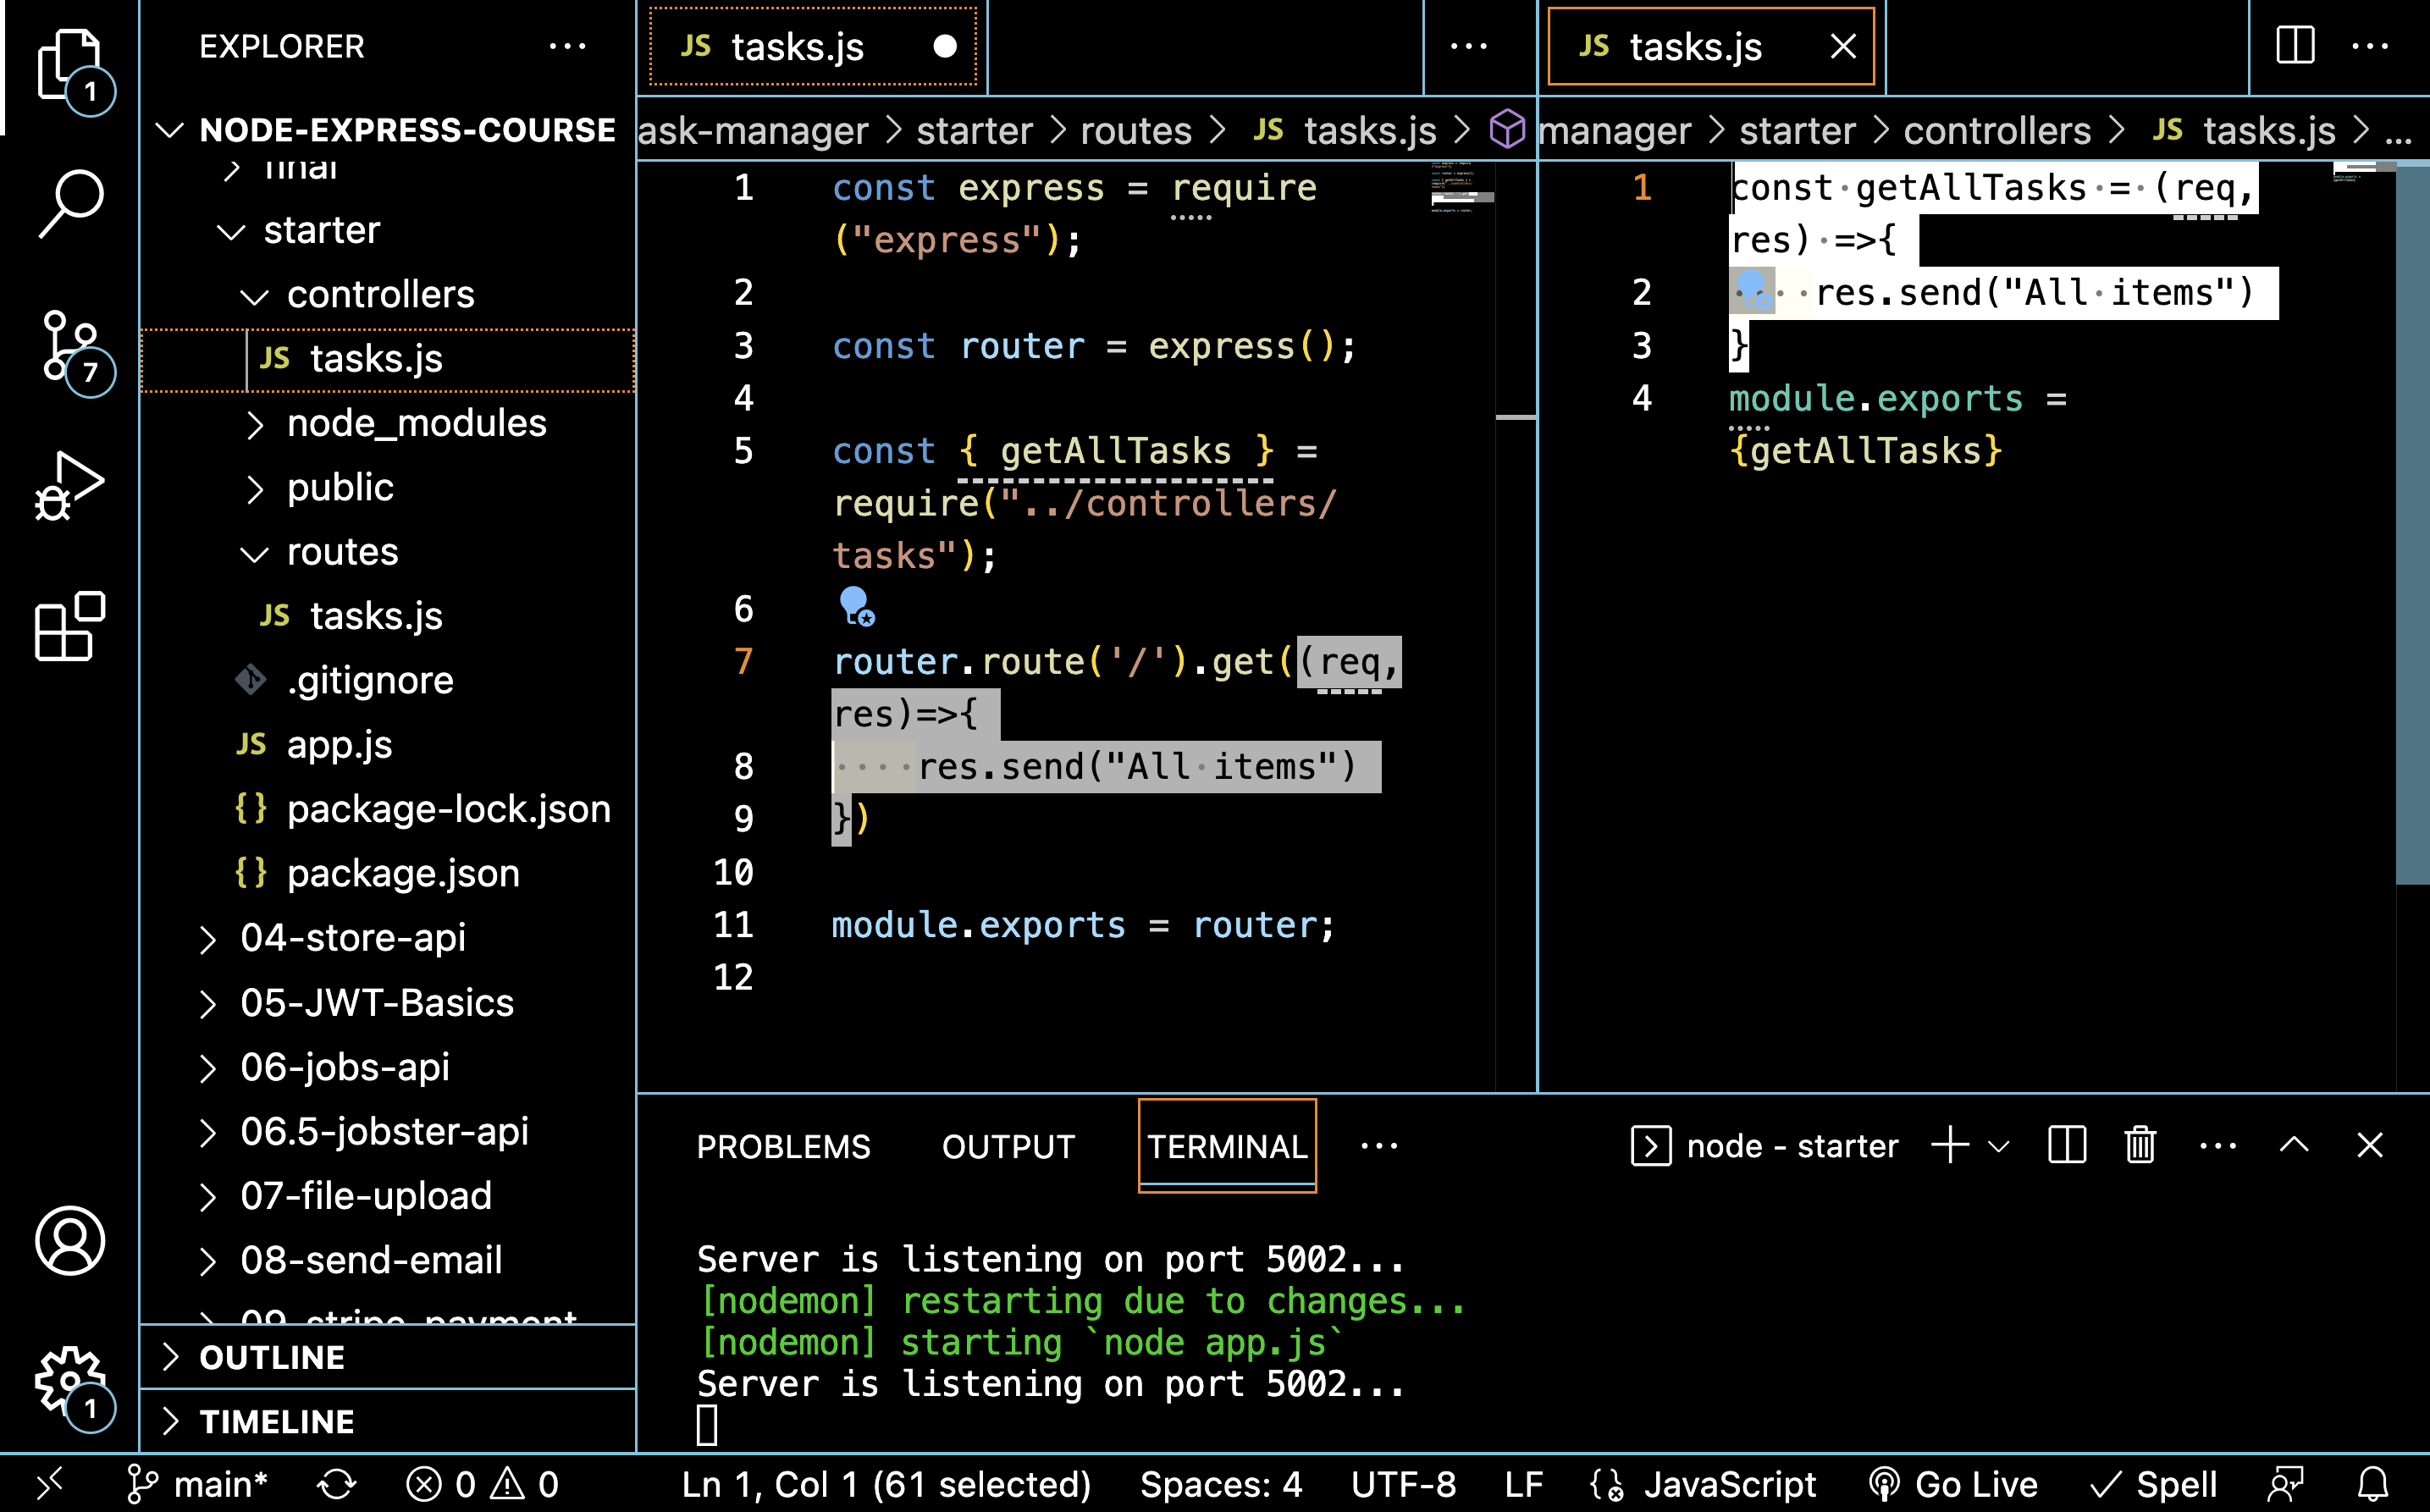 EXPLORER
NODE-EXPRESS-COURSE
final
starter
controllers
JS tasks.js
node_modules
public
routes
JS tasks.js
.gitignore
JS app.js
{} package-lock.json
{} package.json
04-store-api
05-JWT-Basics
06-jobs-api
06.5-jobster-api
07-file-upload
08-send-email
09-stripe-payment
OUTLINE
TIMELINE
1
7
1
JS tasks.js
ask-manager > starter > routes > JS tasks.js >
1 const express = require
("express");
2
3 const router = express();
4
5 const { getAllTasks } =
require("../controllers/
tasks");
6
7 router.route('/').get((req,
res)=>{
8 res.send("All items")
9 })
10
11 module.exports = router;
12
JS tasks.js
manager > starter > controllers > JS tasks.js > ...
1 const getAllTasks = (req,
res) =>{
2 res.send("All items")
3 }
4 module.exports =
{getAllTasks}
PROBLEMS OUTPUT TERMINAL
node - starter
Server is listening on port 5002...
[nodemon] restarting due to changes...
[nodemon] starting `node app.js`
Server is listening on port 5002...
main* 0 0 Ln 1, Col 1 (61 selected) Spaces: 4 UTF-8 LF JavaScript Go Live Spell